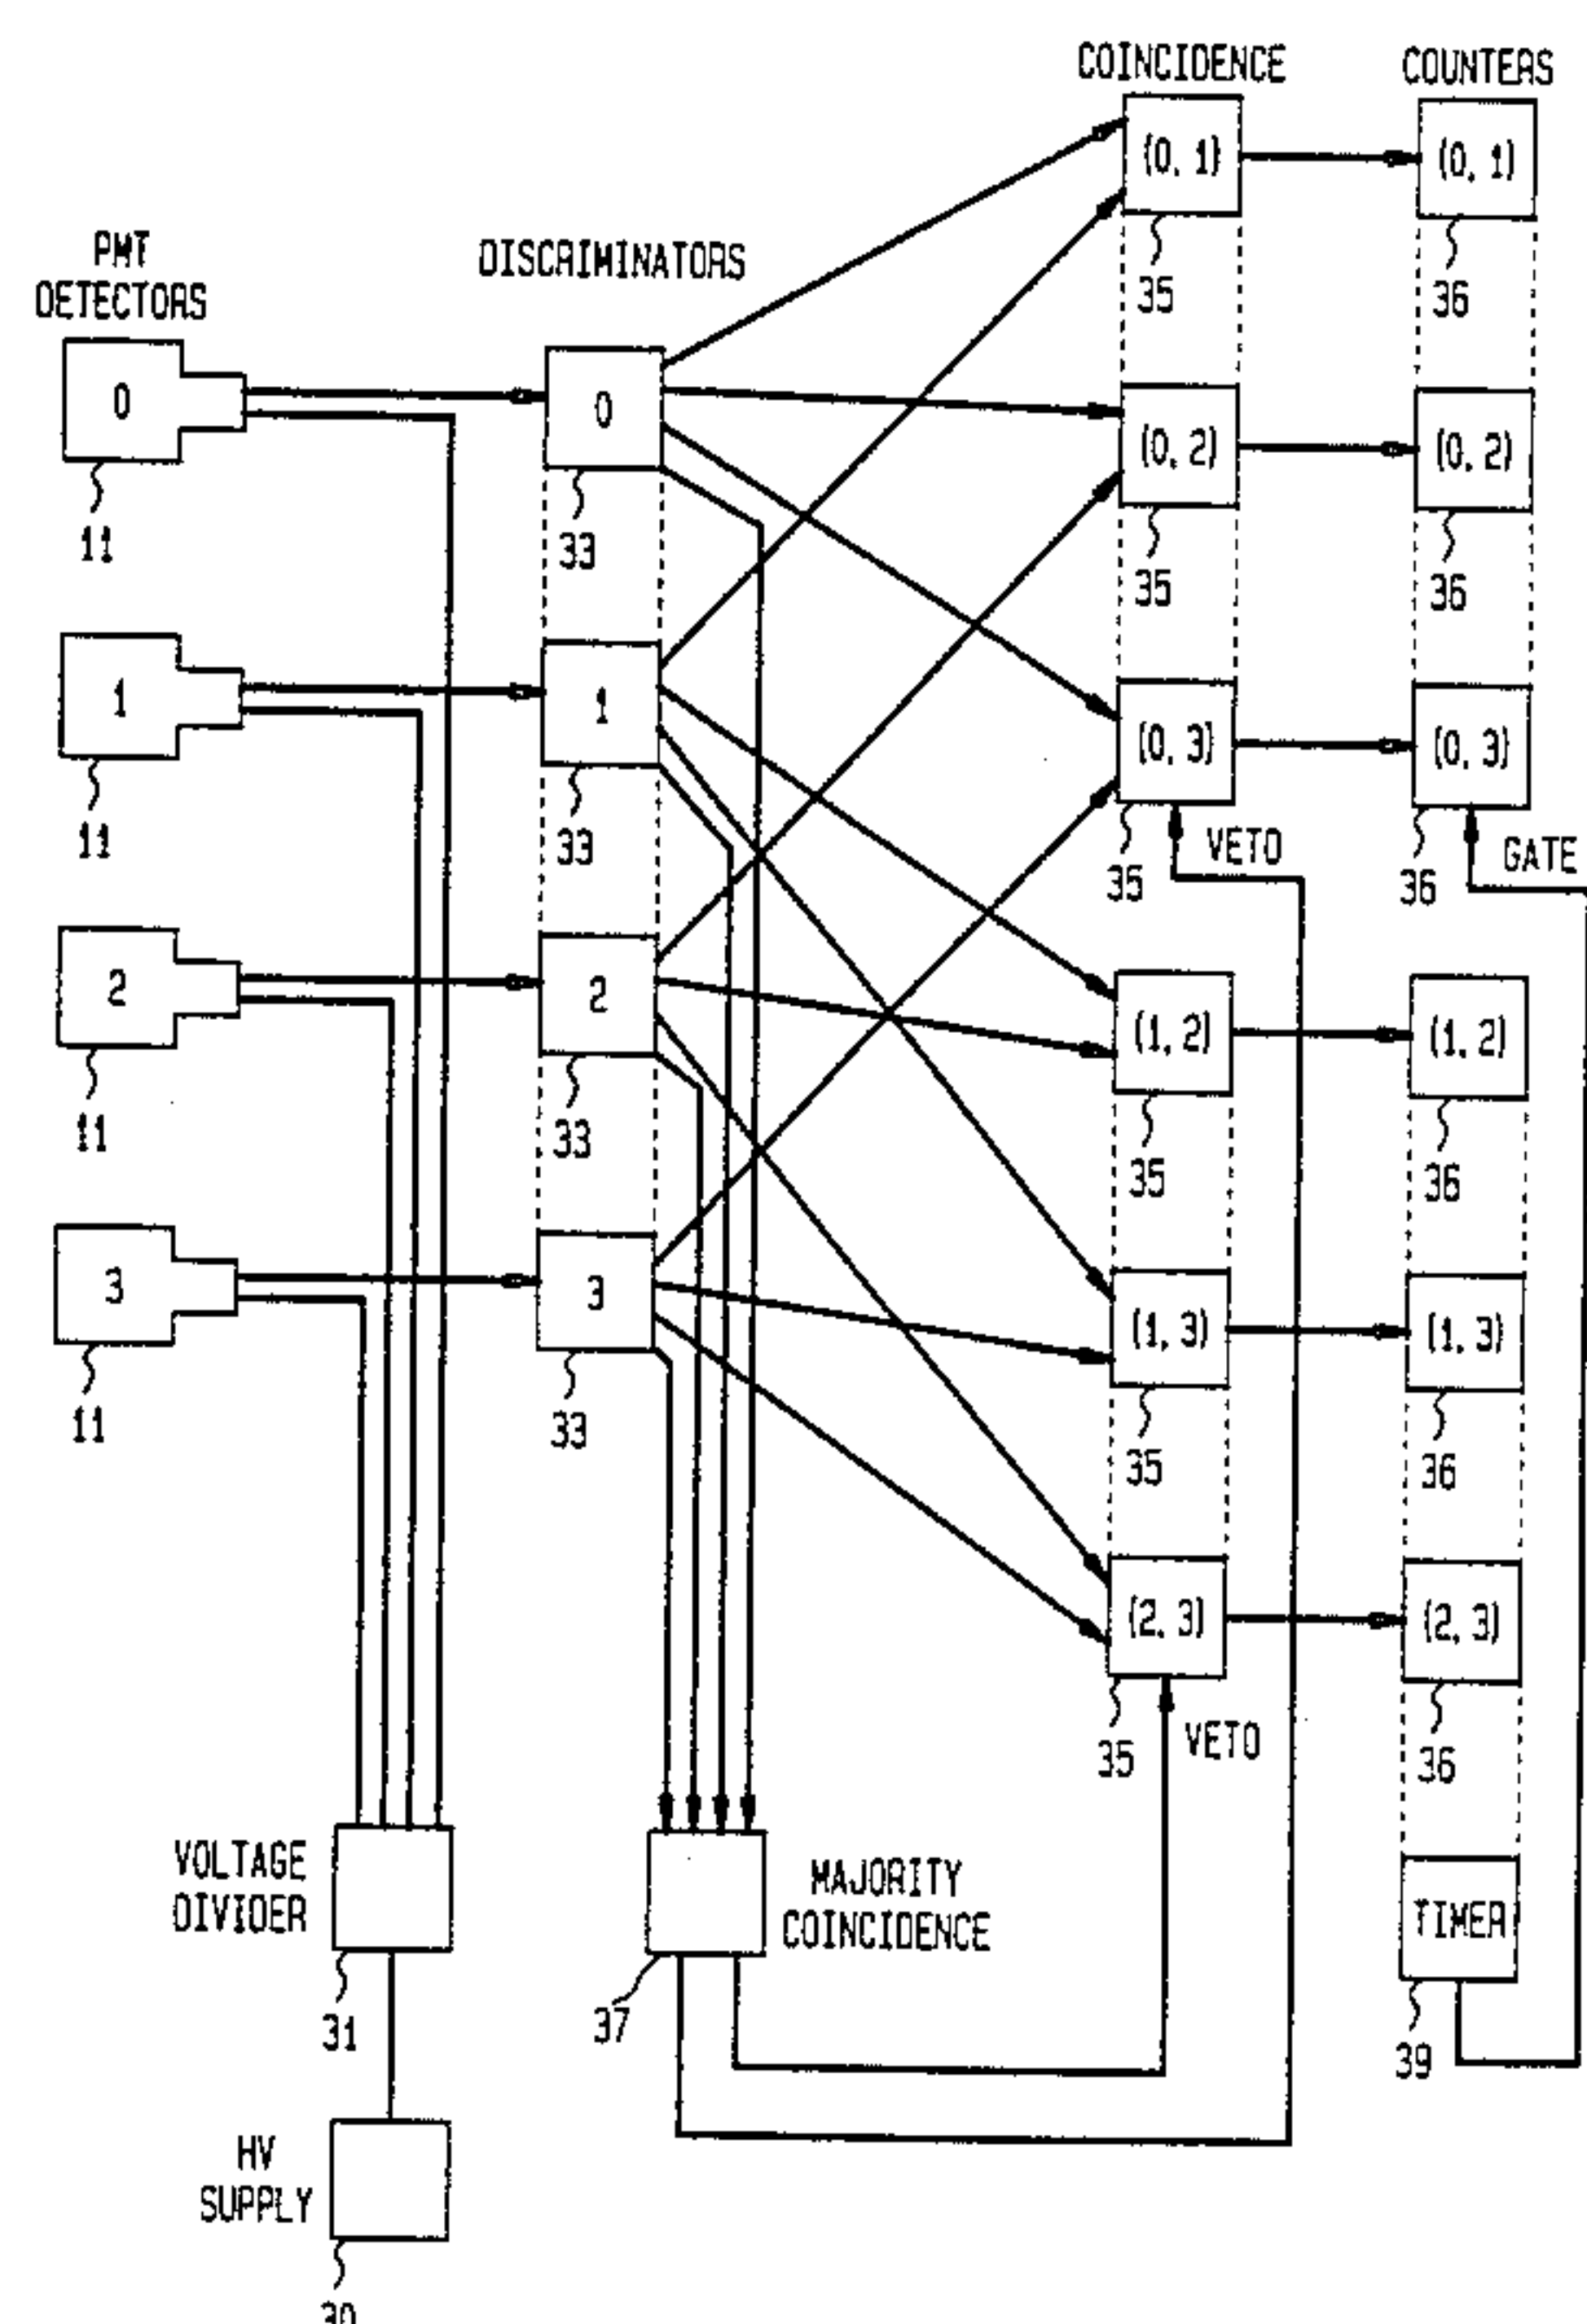 COINCIDENCE
COUNTERS
(0, 1)
(0, 1)
35
36
PMT
DETECTORS
DISCRIMINATORS
0
0
(0, 2)
(0, 2)
11
33
35
36
1
1
(0, 3)
(0, 3)
11
33
35
VETO
36
GATE
2
2
(1, 2)
(1, 2)
11
33
35
36
3
3
(1, 3)
(1, 3)
11
33
35
36
(2, 3)
(2, 3)
35
VETO
36
VOLTAGE
DIVIDER
MAJORITY
COINCIDENCE
TIMER
31
37
39
HV
SUPPLY
30